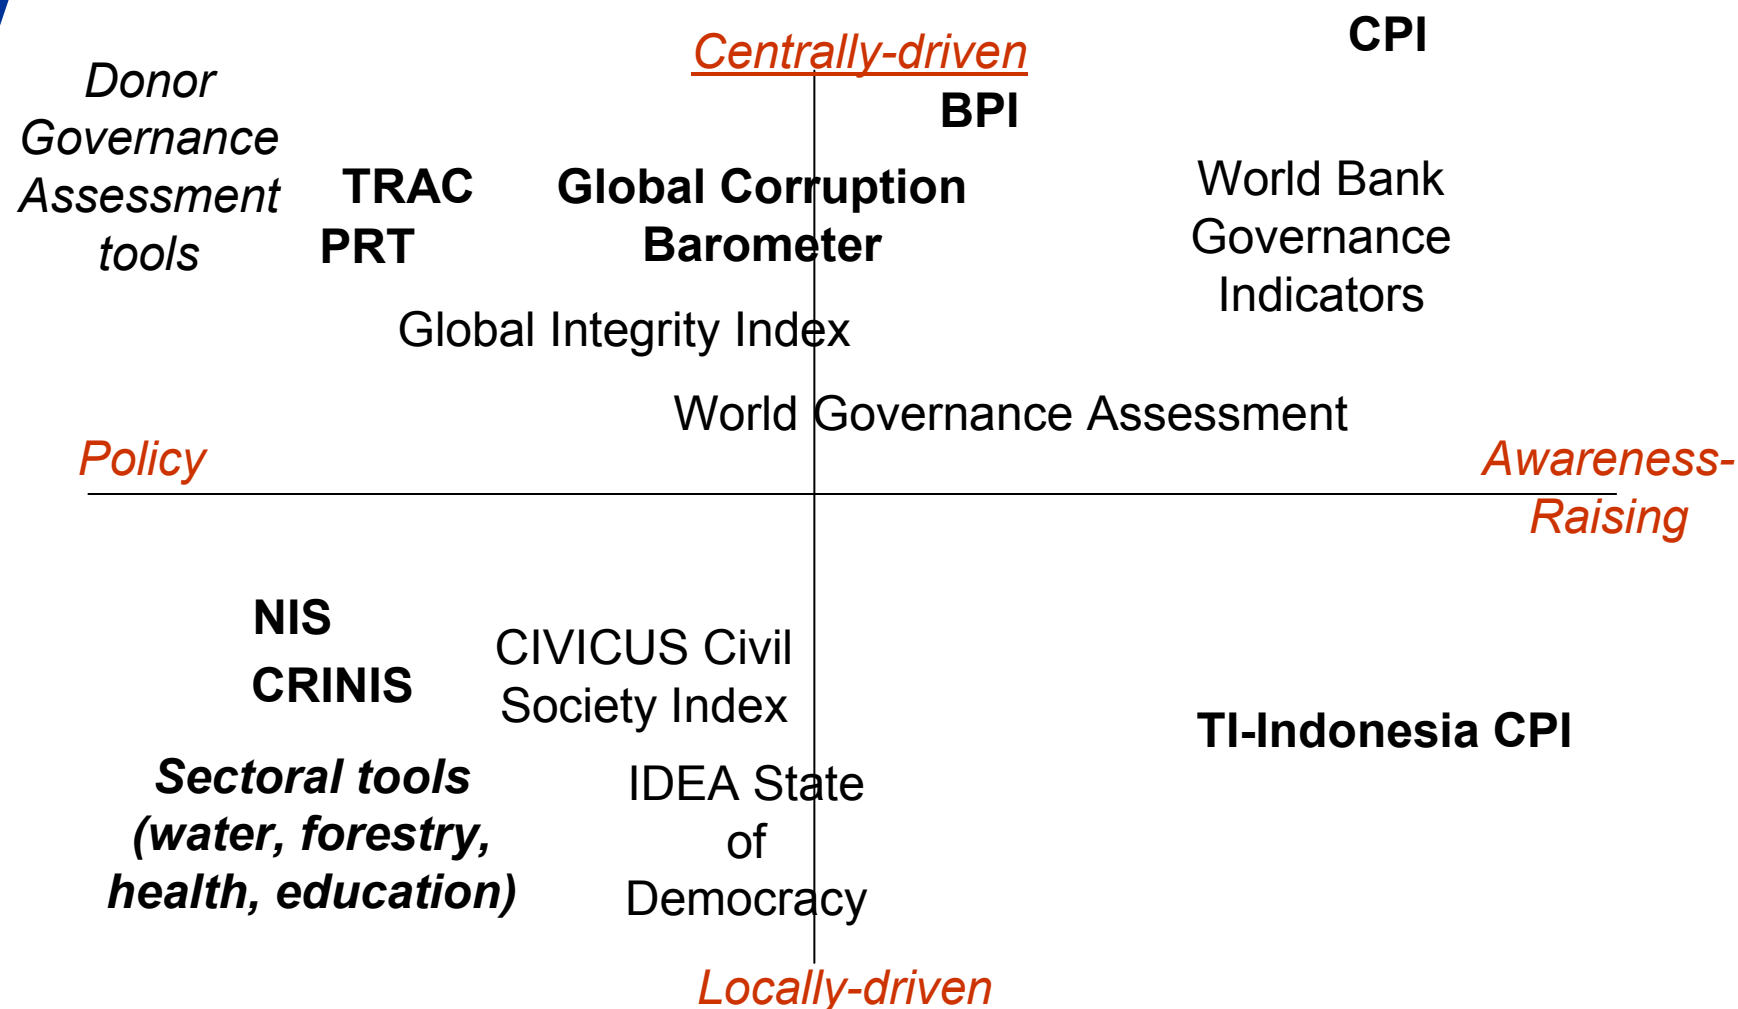 Centrally-driven
CPI
Donor
Governance
Assessment
tools
BPI
TRAC
PRT
Global Corruption
Barometer
World Bank
Governance
Indicators
Global Integrity Index
World Governance Assessment
Policy
Awareness-
Raising
NIS
CRINIS
CIVICUS Civil
Society Index
TI-Indonesia CPI
Sectoral tools
(water, forestry,
health, education)
IDEA State
of
Democracy
Locally-driven